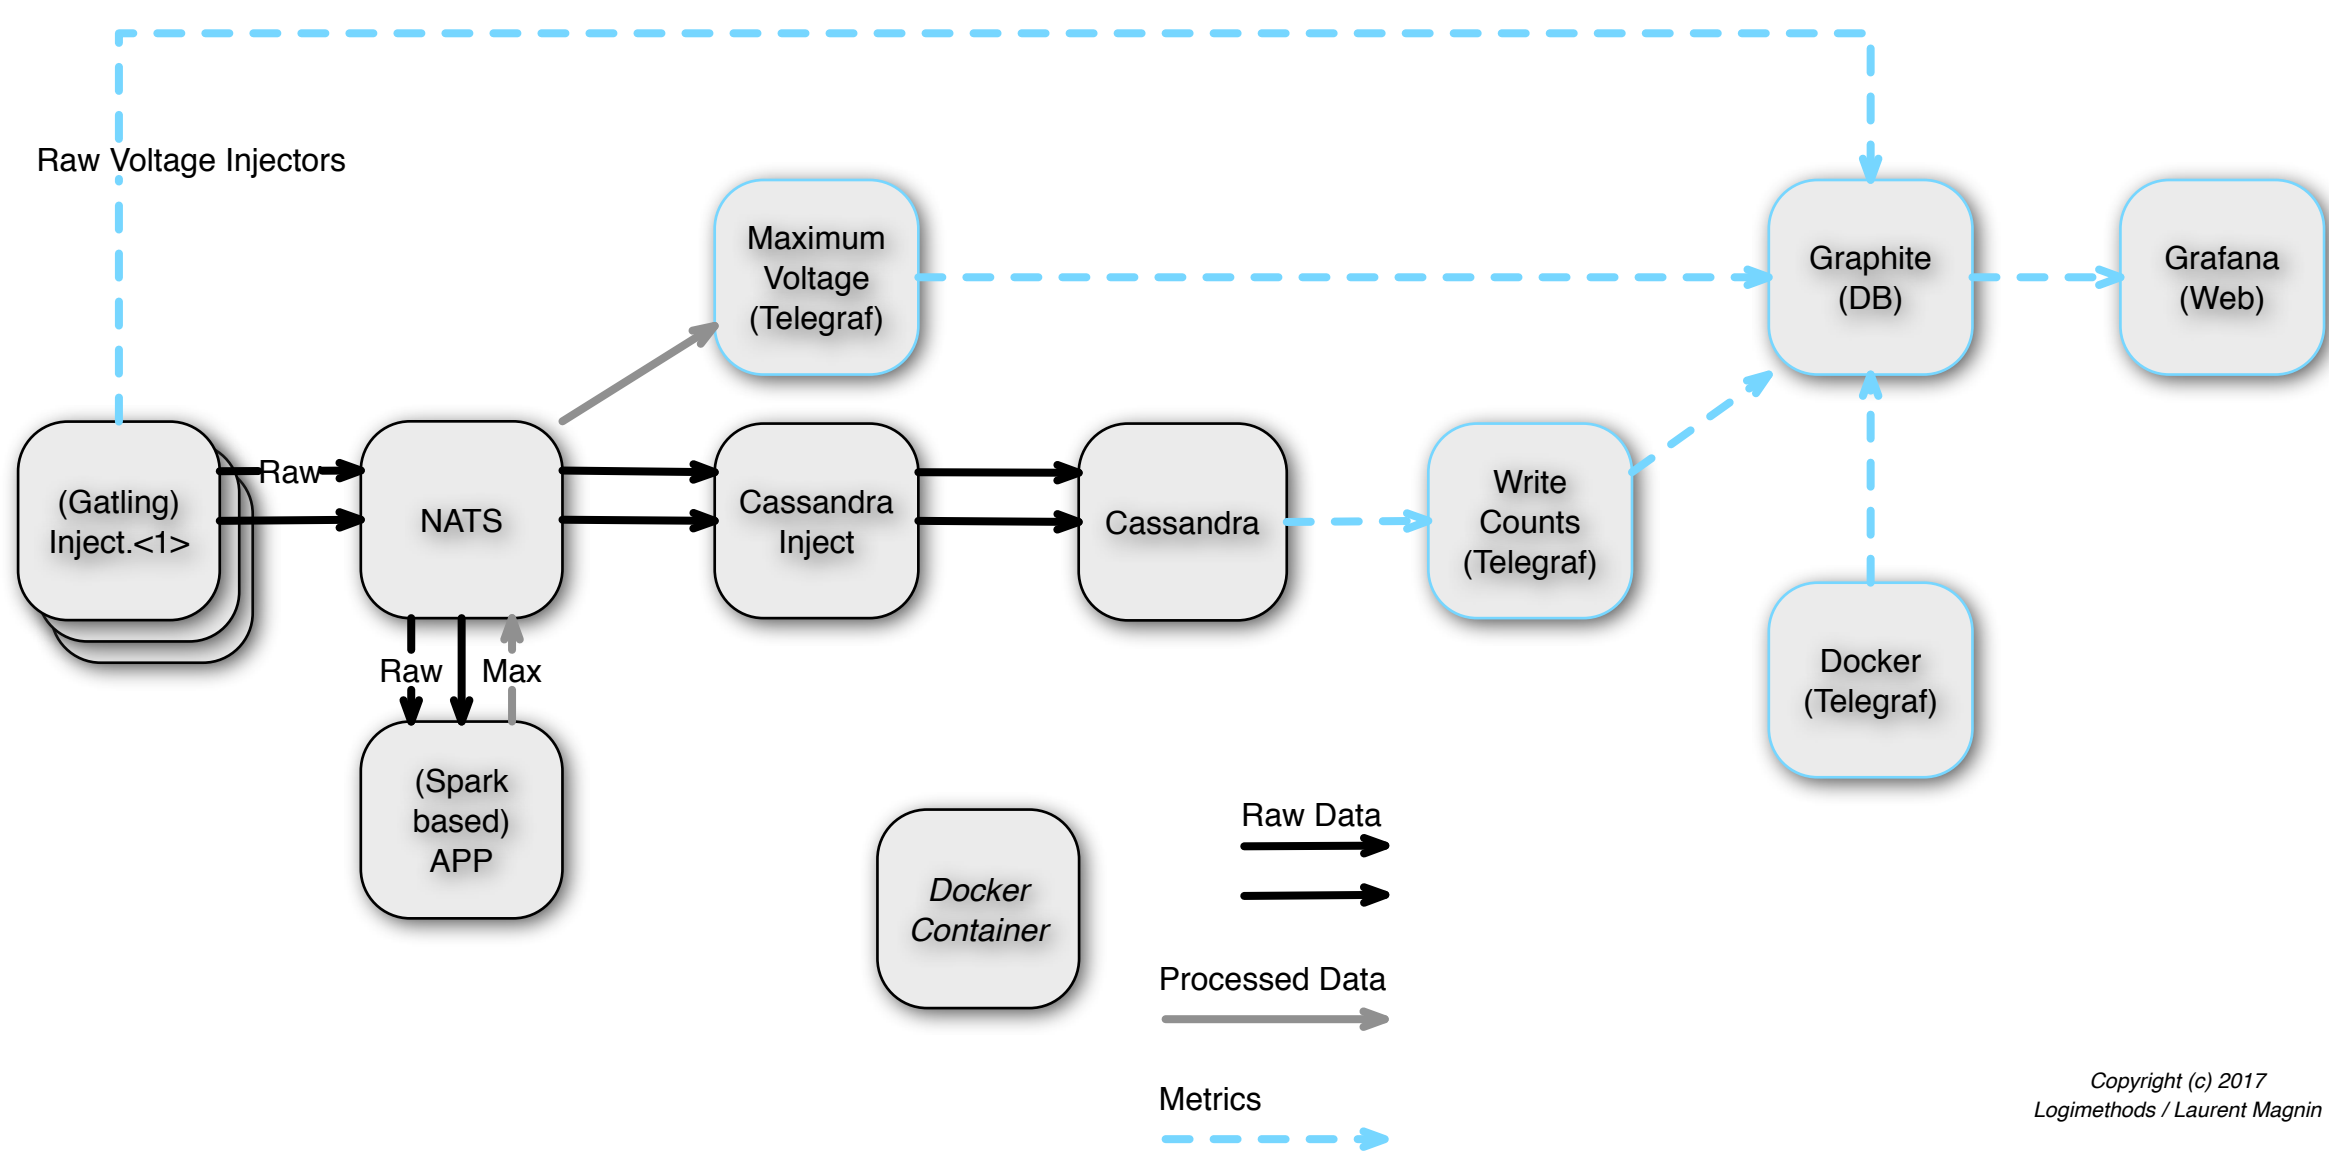 Raw Voltage Injectors
Maximum
Voltage
(Telegraf)
Graphite
(DB)
Grafana
(Web)
(Gatling)
Inject.<1>
Raw
NATS
Cassandra
Inject
Cassandra
Write
Counts
(Telegraf)
Raw
Max
Docker
(Telegraf)
(Spark
based)
APP
Docker
Container
Raw Data
Processed Data
Metrics
Copyright (c) 2017
Logimethods / Laurent Magnin